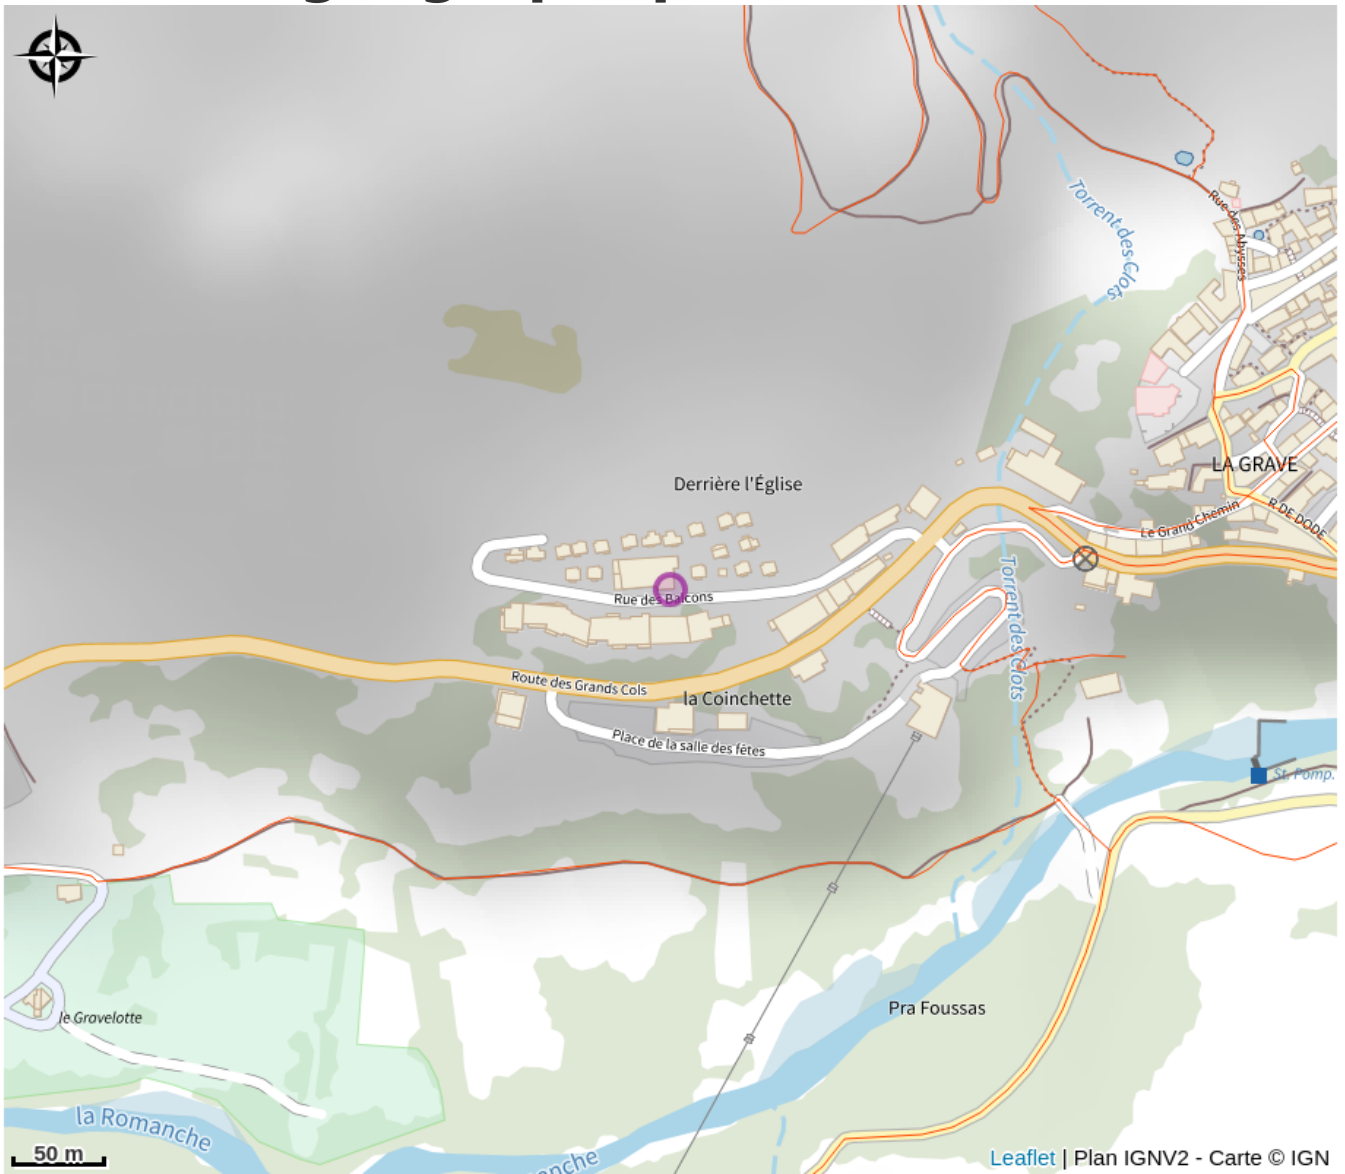 Torrent des Clots
Rue des Abysses
LA GRAVE
Derrière l'Église
Le Grand Chemin
R DE DODE
Rue des Balcons
Torrent des Clots
Route des Grands Cols
la Coinchette
Place de la salle des fêtes
St. Pomp.
Pra Foussas
le Gravelotte
la Romanche
50 m
Leaflet | Plan IGNV2 - Carte © IGN